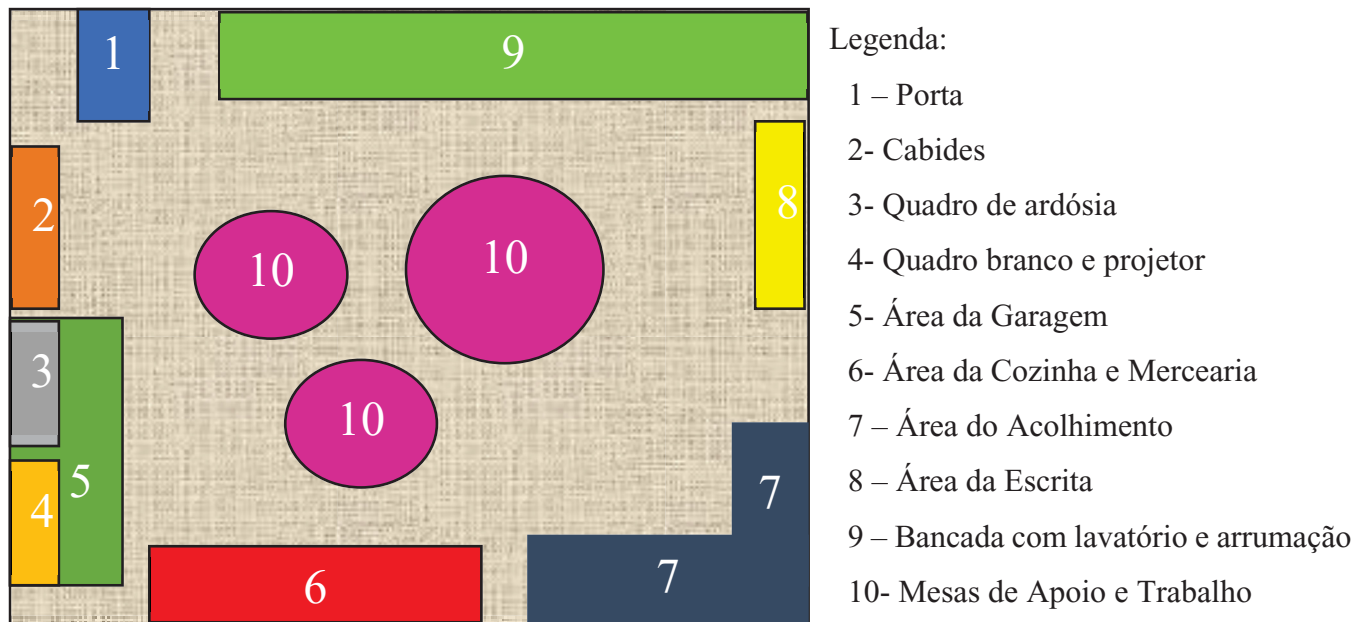 1
9
2
8
10
10
3
10
5
4
7
7
6
Legenda:
1 – Porta
2- Cabides
3- Quadro de ardósia
4- Quadro branco e projetor
5- Área da Garagem
6- Área da Cozinha e Mercearia
7 – Área do Acolhimento
8 – Área da Escrita
9 – Bancada com lavatório e arrumação
10- Mesas de Apoio e Trabalho